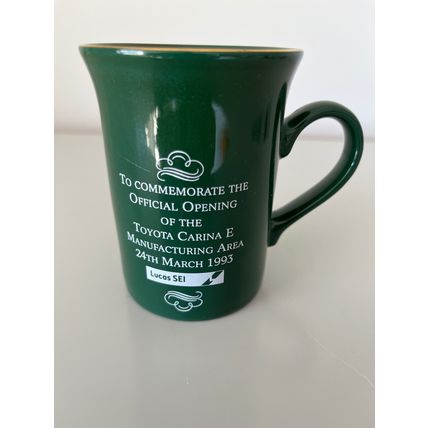 To commemorate the
Official Opening
of the
Toyota Carina E
Manufacturing Area
24th March 1993
Lucas SEI